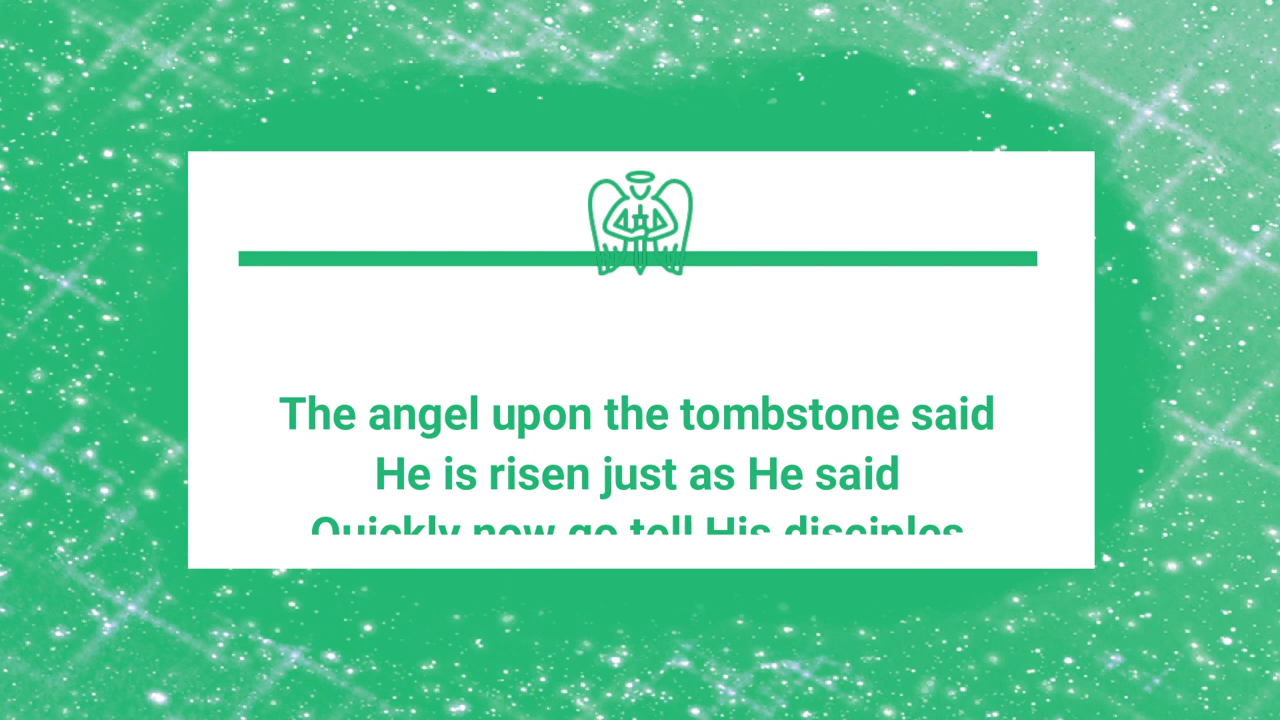 The angel upon the tombstone said
He is risen just as He said
Quickly now go tell His disciples